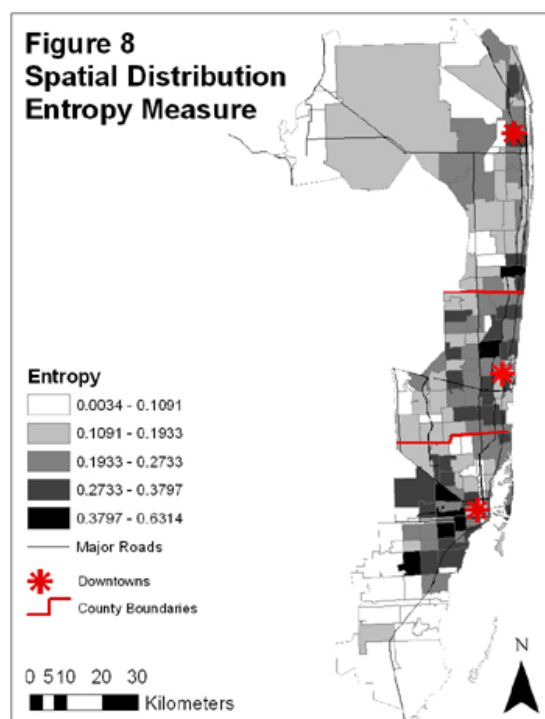 Figure 8
Spatial Distribution
Entropy Measure
Entropy
0.0034 - 0.1091
0.1091 - 0.1933
0.1933 - 0.2733
0.2733 - 0.3797
0.3797 - 0.6314
Major Roads
Downtowns
County Boundaries
N
0 5 10 20 30
Kilometers